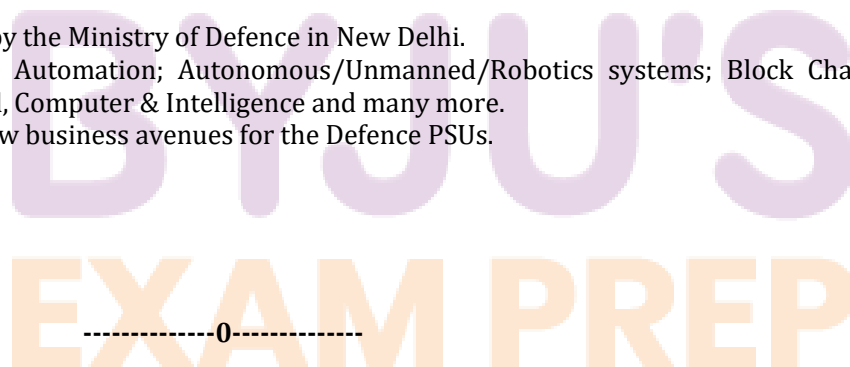 by the Ministry of Defence in New Delhi.
Automation; Autonomous/Unmanned/Robotics systems; Block Cha
, Computer & Intelligence and many more.
w business avenues for the Defence PSUs.
BYJU'S
EXAM PREP
--------------0--------------